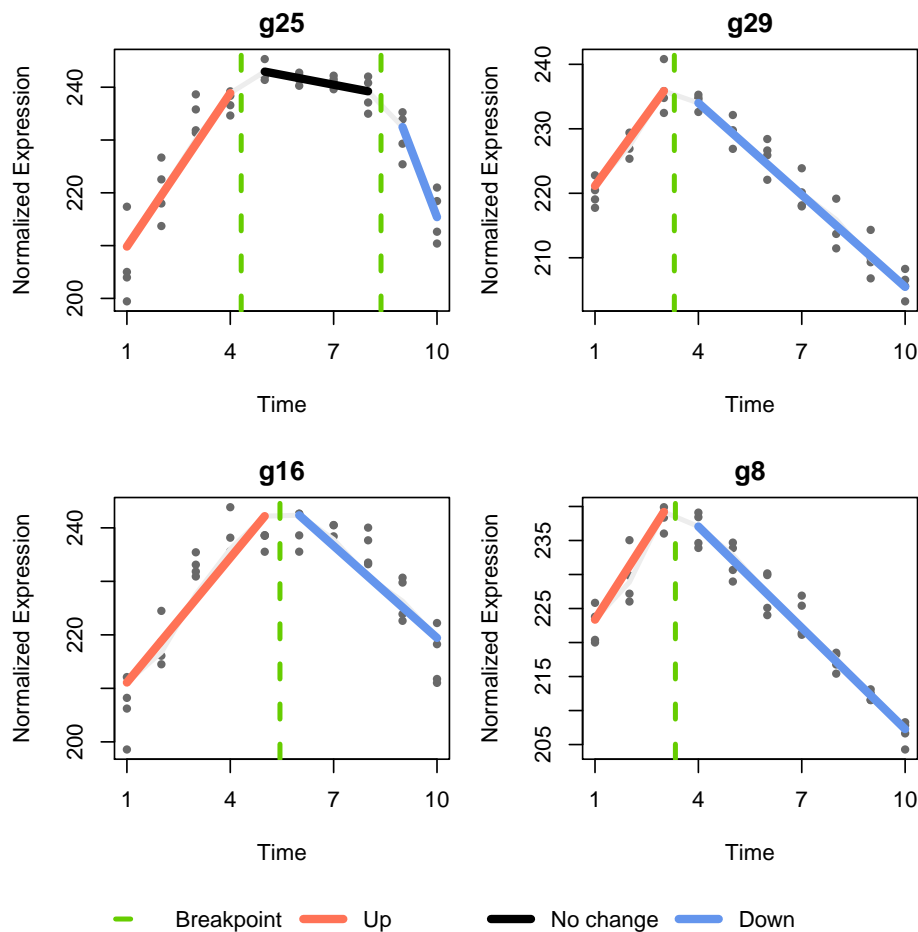 g25
Normalized Expression
240
220
200
1 4 7 10
Time
g29
Normalized Expression
240
230
220
210
1 4 7 10
Time
g16
Normalized Expression
240
220
200
1 4 7 10
Time
g8
Normalized Expression
235
225
215
205
1 4 7 10
Time
Breakpoint Up No change Down